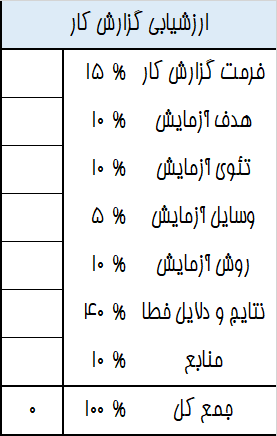 ارزشیابی گزارش کار
فرمت گزارش کار ۱۵ %
هدف آزمایش ۱۰ %
تئوی آزمایش ۱۰ %
وسایل آزمایش ۵ %
روش آزمایش ۱۰ %
نتایج و دلایل خطا ۴۰ %
منابع ۱۰ %
جمع کل ۱۰۰ % ۰